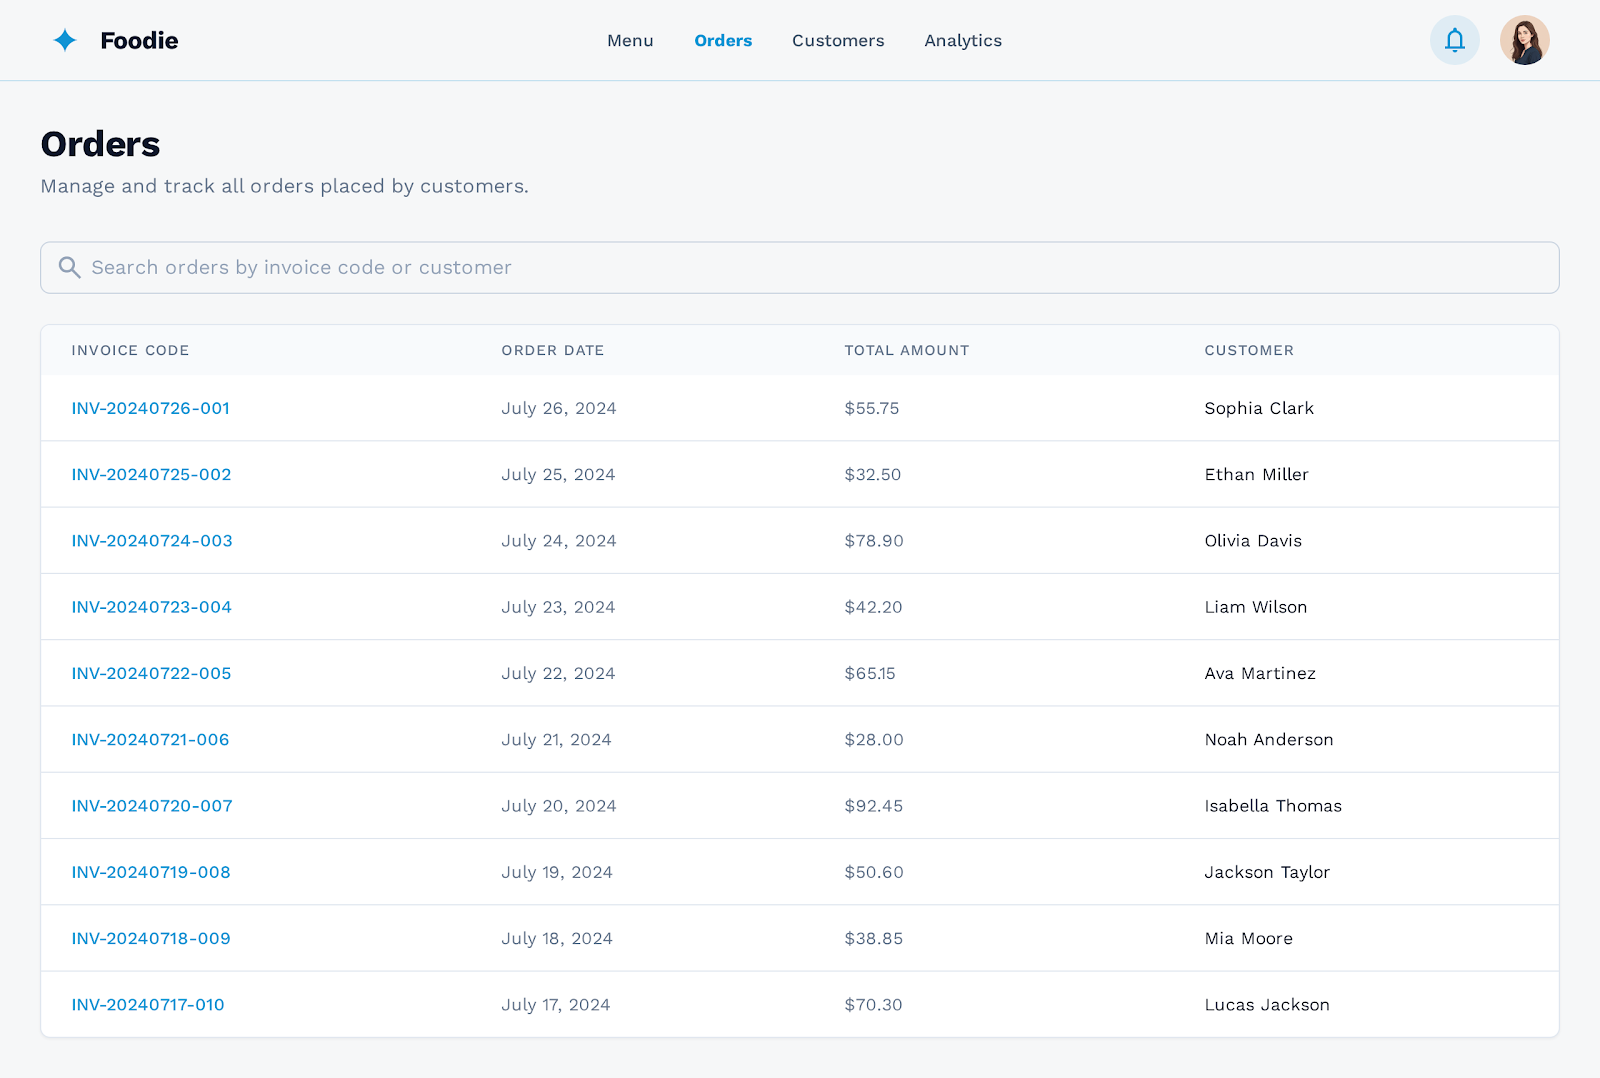 Foodie
Menu Orders Customers Analytics
Orders
Manage and track all orders placed by customers.
Search orders by invoice code or customer
INVOICE CODE ORDER DATE TOTAL AMOUNT CUSTOMER
INV-20240726-001 July 26, 2024 $55.75 Sophia Clark
INV-20240725-002 July 25, 2024 $32.50 Ethan Miller
INV-20240724-003 July 24, 2024 $78.90 Olivia Davis
INV-20240723-004 July 23, 2024 $42.20 Liam Wilson
INV-20240722-005 July 22, 2024 $65.15 Ava Martinez
INV-20240721-006 July 21, 2024 $28.00 Noah Anderson
INV-20240720-007 July 20, 2024 $92.45 Isabella Thomas
INV-20240719-008 July 19, 2024 $50.60 Jackson Taylor
INV-20240718-009 July 18, 2024 $38.85 Mia Moore
INV-20240717-010 July 17, 2024 $70.30 Lucas Jackson